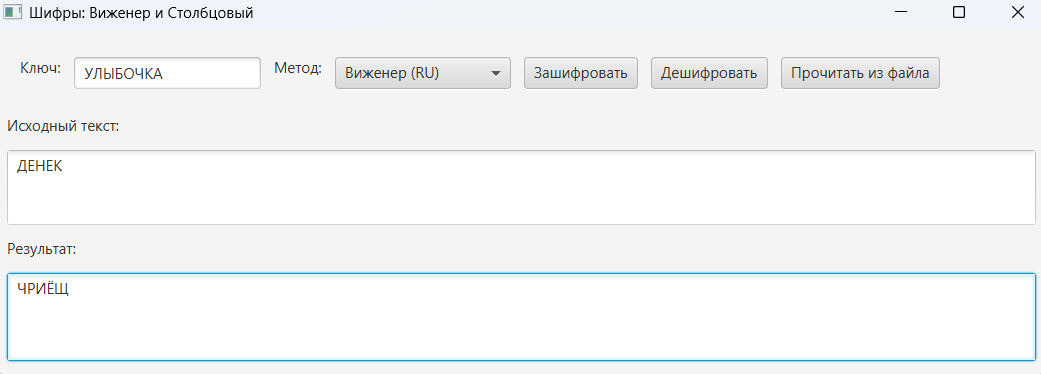 Шифры: Виженер и Столбцовый
Ключ: УЛЫБОЧКА Метод: Виженер (RU) Зашифровать Дешифровать Прочитать из файла
Исходный текст:
ДЕНЕК
Результат:
ЧРИЁЩ